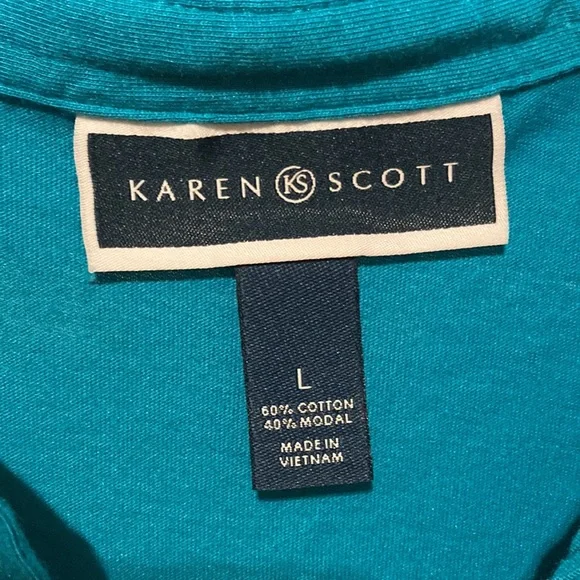 KAREN KS SCOTT
L
60% COTTON
40% MODAL
MADE IN
VIETNAM